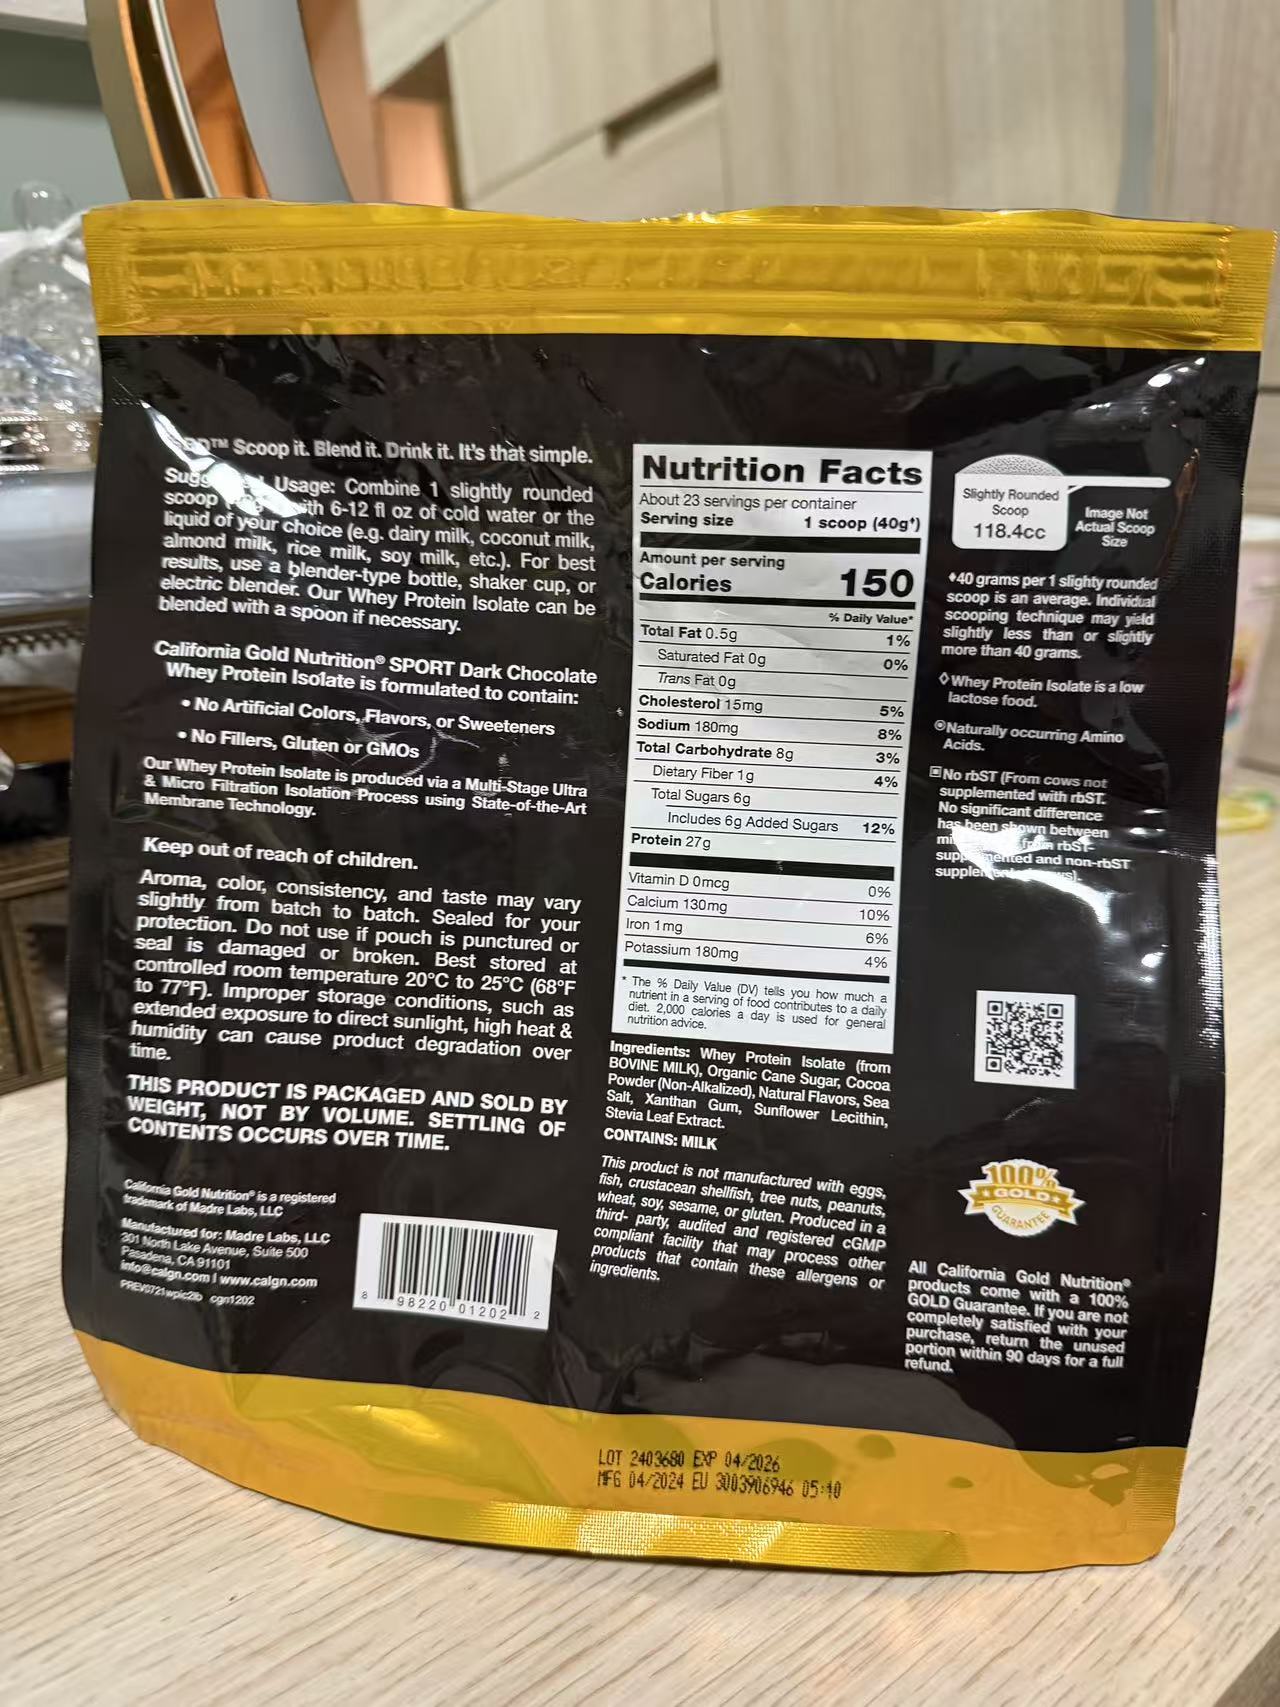 ™ Scoop it. Blend it. Drink it. It's that simple.
Usage: Combine 1 slightly rounded
scoop with 6-12 fl oz of cold water or the
liquid of your choice (e.g. dairy milk, coconut milk,
almond milk, rice milk, soy milk, etc.). For best
results, use a blender-type bottle, shaker cup, or
electric blender. Our Whey Protein Isolate can be
blended with a spoon if necessary.
California Gold Nutrition® SPORT Dark Chocolate
Whey Protein Isolate is formulated to contain:
• No Artificial Colors, Flavors, or Sweeteners
• No Fillers, Gluten or GMOs
Our Whey Protein Isolate is produced via a Multi-Stage Ultra
& Micro Filtration Isolation Process using State-of-the-Art
Membrane Technology.
Keep out of reach of children.
Aroma, color, consistency, and taste may vary
slightly from batch to batch. Sealed for your
protection. Do not use if pouch is punctured or
seal is damaged or broken. Best stored at
controlled room temperature 20°C to 25°C (68°F
to 77°F). Improper storage conditions, such as
extended exposure to direct sunlight, high heat &
humidity can cause product degradation over
time.
THIS PRODUCT IS PACKAGED AND SOLD BY
WEIGHT, NOT BY VOLUME. SETTLING OF
CONTENTS OCCURS OVER TIME.
California Gold Nutrition® is a registered
trademark of Madre Labs, LLC
Manufactured for: Madre Labs, LLC
301 North Lake Avenue, Suite 500
Pasadena, CA 91101
info@calgn.com | www.calgn.com
PREV0721wpic2lb cgn1202
8 98220 01202 2
Nutrition Facts
About 23 servings per container
Serving size 1 scoop (40g♦)
Amount per serving
Calories 150
% Daily Value*
Total Fat 0.5g 1%
Saturated Fat 0g 0%
Trans Fat 0g
Cholesterol 15mg 5%
Sodium 180mg 8%
Total Carbohydrate 8g 3%
Dietary Fiber 1g 4%
Total Sugars 6g
Includes 6g Added Sugars 12%
Protein 27g
Vitamin D 0mcg 0%
Calcium 130mg 10%
Iron 1mg 6%
Potassium 180mg 4%
* The % Daily Value (DV) tells you how much a
nutrient in a serving of food contributes to a daily
diet. 2,000 calories a day is used for general
nutrition advice.
Ingredients: Whey Protein Isolate (from
BOVINE MILK), Organic Cane Sugar, Cocoa
Powder (Non-Alkalized), Natural Flavors, Sea
Salt, Xanthan Gum, Sunflower Lecithin,
Stevia Leaf Extract.
CONTAINS: MILK
This product is not manufactured with eggs,
fish, crustacean shellfish, tree nuts, peanuts,
wheat, soy, sesame, or gluten. Produced in a
third- party, audited and registered cGMP
compliant facility that may process other
products that contain these allergens or
ingredients.
Slightly Rounded
Scoop
118.4cc
Image Not
Actual Scoop
Size
♦40 grams per 1 slighty rounded
scoop is an average. Individual
scooping technique may yield
slightly less than or slightly
more than 40 grams.
◊Whey Protein Isolate is a low
lactose food.
⦿Naturally occurring Amino
Acids.
▣No rbST (From cows not
supplemented with rbST.
No significant difference
has been shown between
from rbST-
supplemented and non-rbST
100%
GOLD
GUARANTEE
All California Gold Nutrition®
products come with a 100%
GOLD Guarantee. If you are not
completely satisfied with your
purchase, return the unused
portion within 90 days for a full
refund.
LOT 2403680 EXP 04/2026
MFG 04/2024 EU 3003906946 05:40